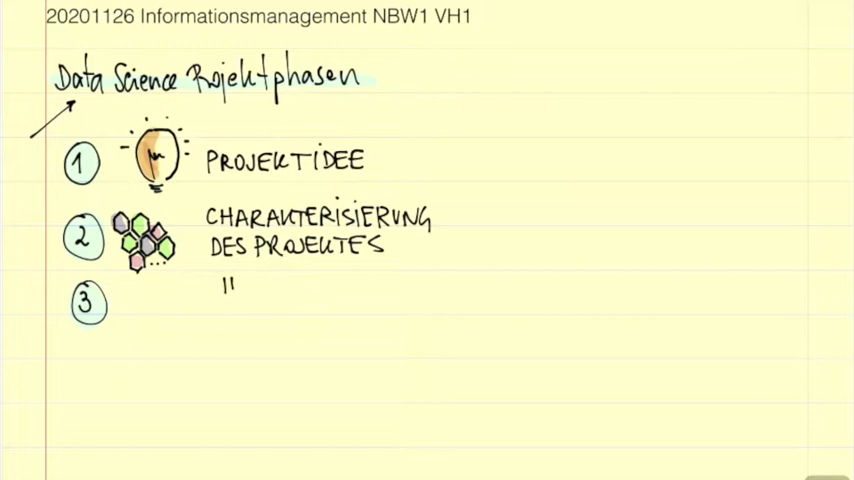 20201126 Informationsmanagement NBW1 VH1
Data Science Projektphasen
1 PROJEKTIDEE
2 CHARAKTERISIERUNG
DES PROJEKTES
3 "